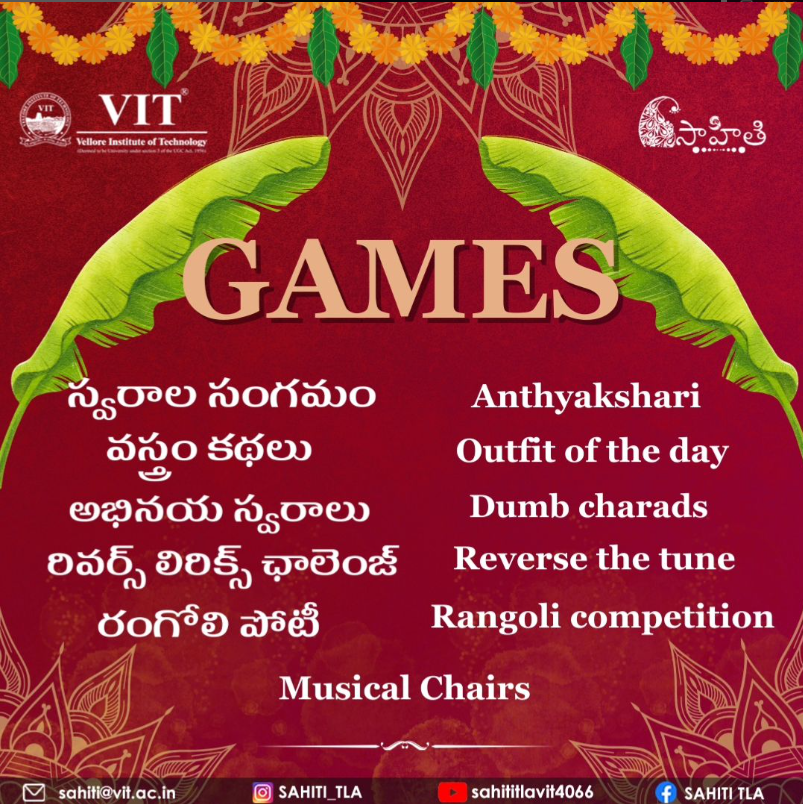 VIT®
Vellore Institute of Technology
(Deemed to be University under section 3 of the UGC Act, 1956)
సాహితి
GAMES
స్వరాల సంగమం Anthyakshari
వస్త్రం కథలు Outfit of the day
అభినయ స్వరాలు Dumb charads
రివర్స్ లిరిక్స్ ఛాలెంజ్ Reverse the tune
రంగోలి పోటీ Rangoli competition
Musical Chairs
sahiti@vit.ac.in SAHITI_TLA sahititlavit4066 SAHITI TLA